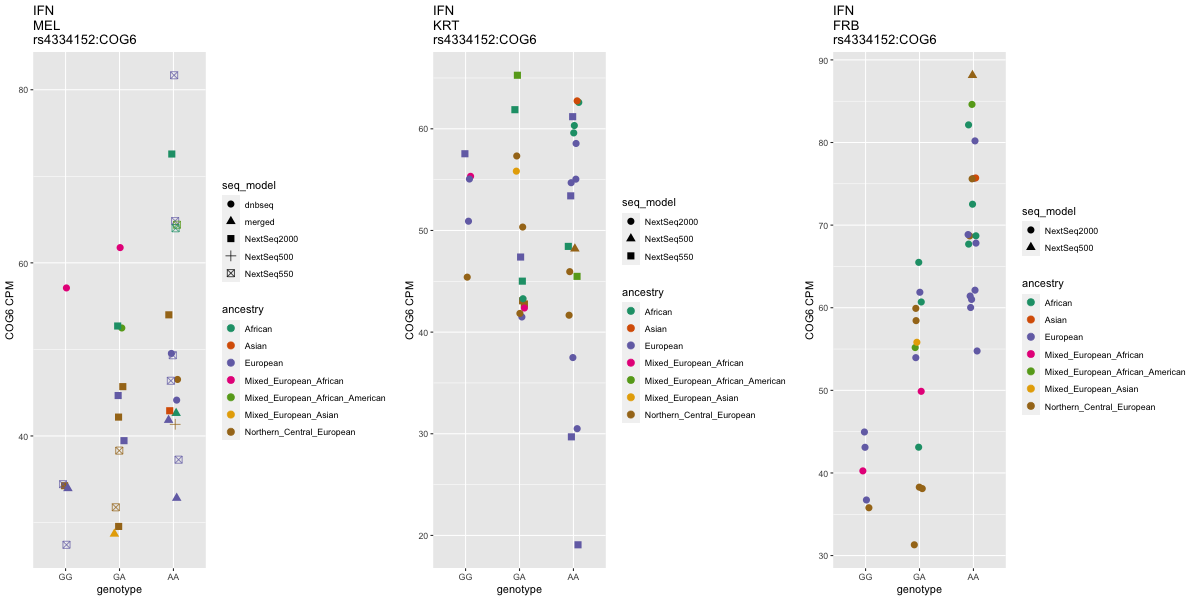 IFN
MEL
rs4334152:COG6
80
60
40
COG6 CPM
GG
GA
AA
genotype
seq_model
dnbseq
merged
NextSeq2000
NextSeq500
NextSeq550
ancestry
African
Asian
European
Mixed_European_African
Mixed_European_African_American
Mixed_European_Asian
Northern_Central_European
IFN
KRT
rs4334152:COG6
60
50
40
30
20
COG6 CPM
GG
GA
AA
genotype
seq_model
NextSeq2000
NextSeq500
NextSeq550
ancestry
African
Asian
European
Mixed_European_African
Mixed_European_African_American
Mixed_European_Asian
Northern_Central_European
IFN
FRB
rs4334152:COG6
90
80
70
60
50
40
30
COG6 CPM
GG
GA
AA
genotype
seq_model
NextSeq2000
NextSeq500
ancestry
African
Asian
European
Mixed_European_African
Mixed_European_African_American
Mixed_European_Asian
Northern_Central_European